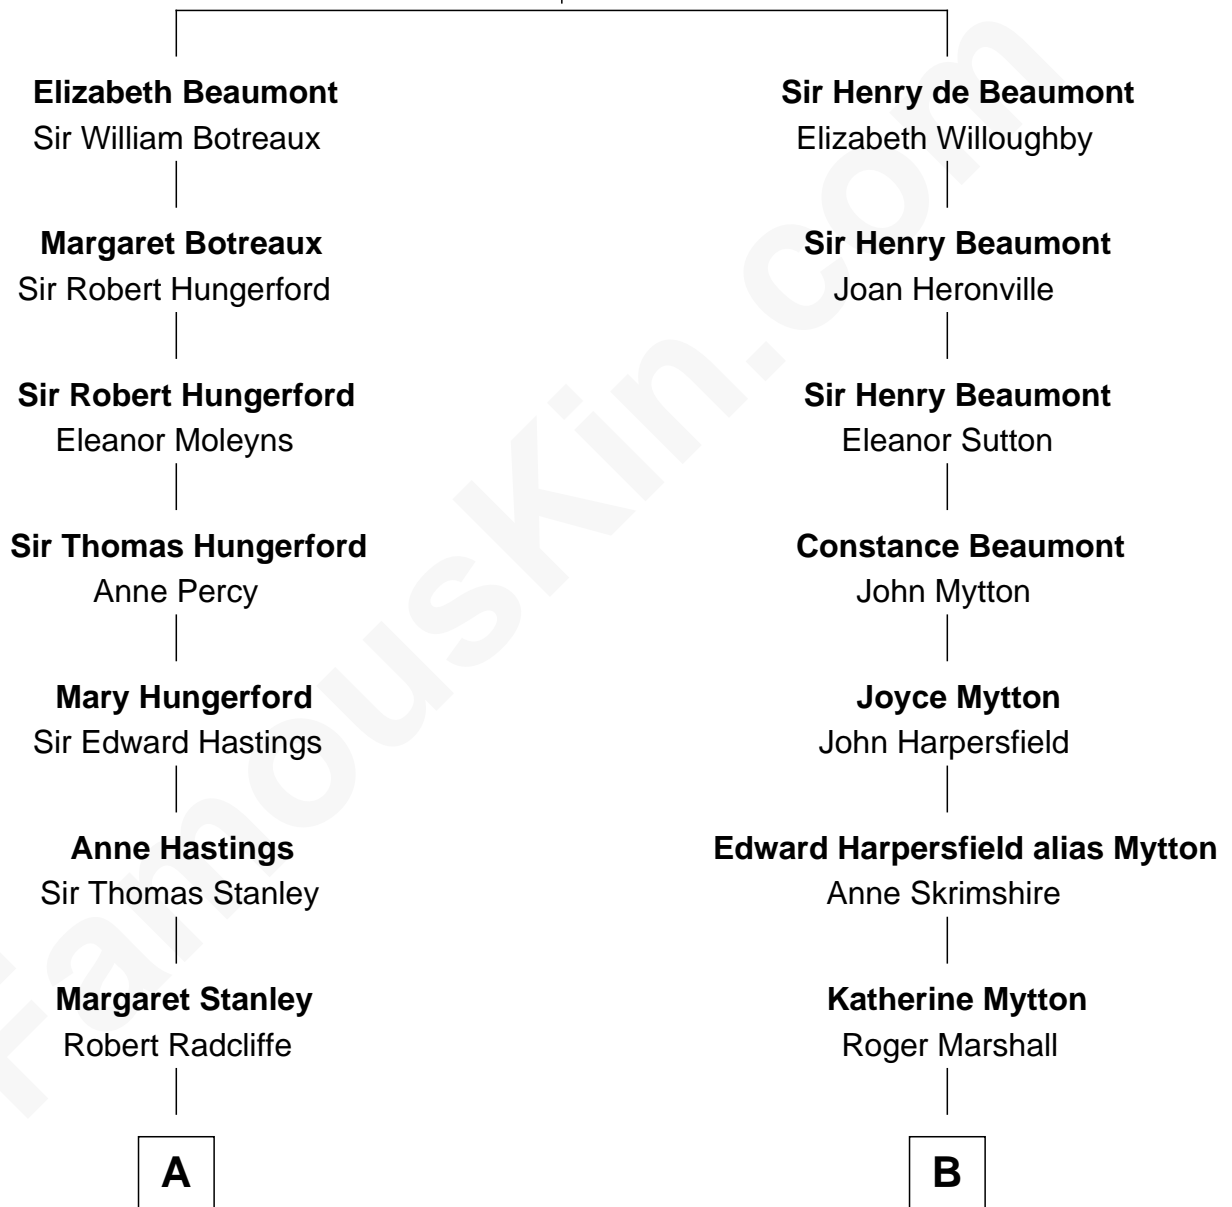 Elizabeth Beaumont
Sir William Botreaux
Margaret Botreaux
Sir Robert Hungerford
Sir Robert Hungerford
Eleanor Moleyns
Sir Thomas Hungerford
Anne Percy
Mary Hungerford
Sir Edward Hastings
Anne Hastings
Sir Thomas Stanley
Margaret Stanley
Robert Radcliffe
A
Sir Henry de Beaumont
Elizabeth Willoughby
Sir Henry Beaumont
Joan Heronville
Sir Henry Beaumont
Eleanor Sutton
Constance Beaumont
John Mytton
Joyce Mytton
John Harpersfield
Edward Harpersfield alias Mytton
Anne Skrimshire
Katherine Mytton
Roger Marshall
B
FamousKin.com